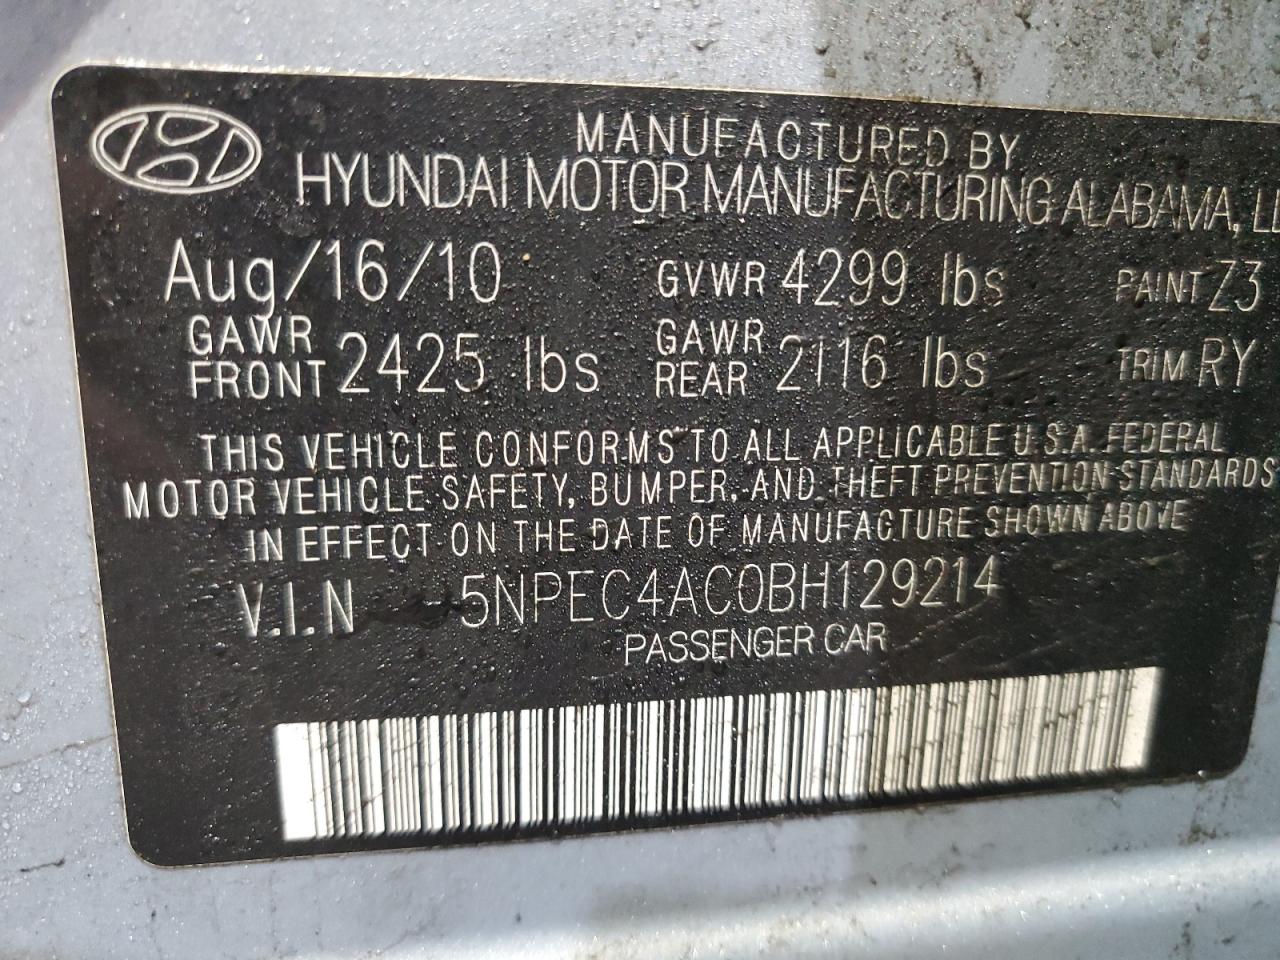 MANUFACTURED BY
HYUNDAI MOTOR MANUFACTURING ALABAMA,
Aug/16/10 GVWR 4299 lbs PAINT Z3
GAWR FRONT 2425 lbs GAWR REAR 2116 lbs TRIM RY
THIS VEHICLE CONFORMS TO ALL APPLICABLE U.S.A. FEDERAL
MOTOR VEHICLE SAFETY, BUMPER, AND THEFT PREVENTION STANDARDS
IN EFFECT ON THE DATE OF MANUFACTURE SHOWN ABOVE
V.I.N 5NPEC4AC0BH129214
PASSENGER CAR